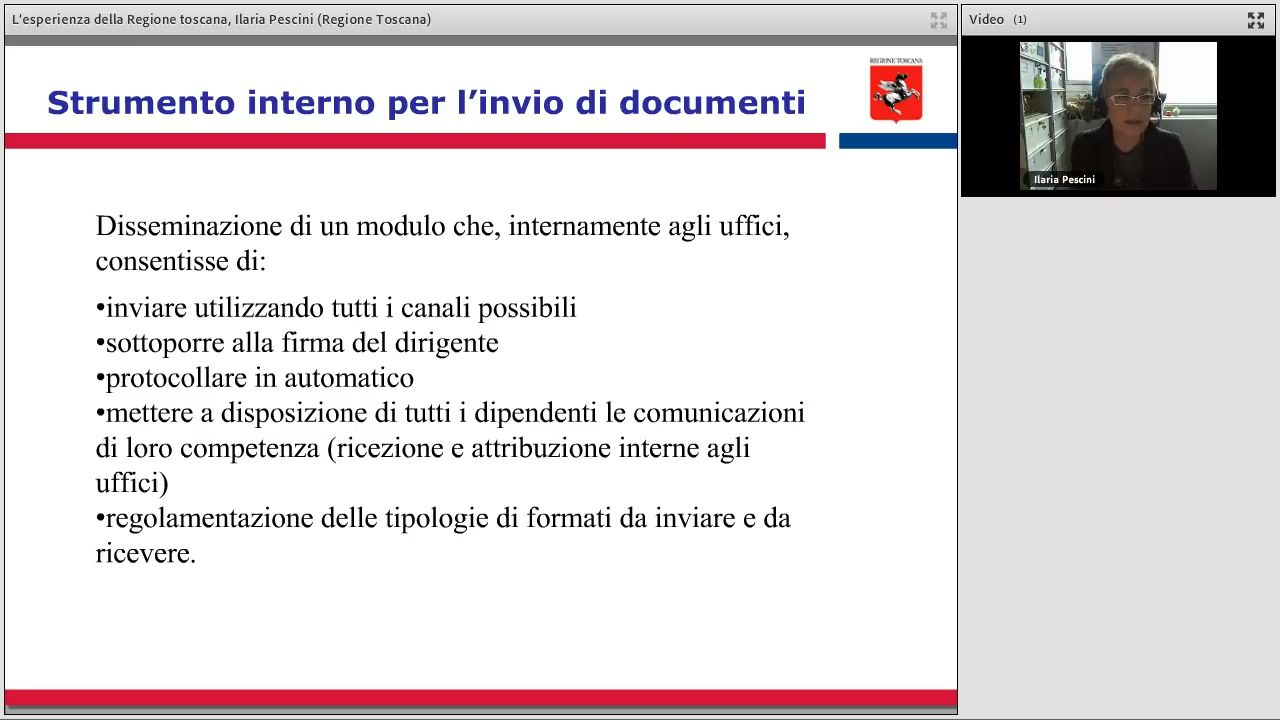 L'esperienza della Regione toscana, Ilaria Pescini (Regione Toscana)
Video (1)
REGIONE TOSCANA
Strumento interno per l’invio di documenti
Ilaria Pescini
Disseminazione di un modulo che, internamente agli uffici,
consentisse di:
•inviare utilizzando tutti i canali possibili
•sottoporre alla firma del dirigente
•protocollare in automatico
•mettere a disposizione di tutti i dipendenti le comunicazioni
di loro competenza (ricezione e attribuzione interne agli
uffici)
•regolamentazione delle tipologie di formati da inviare e da
ricevere.